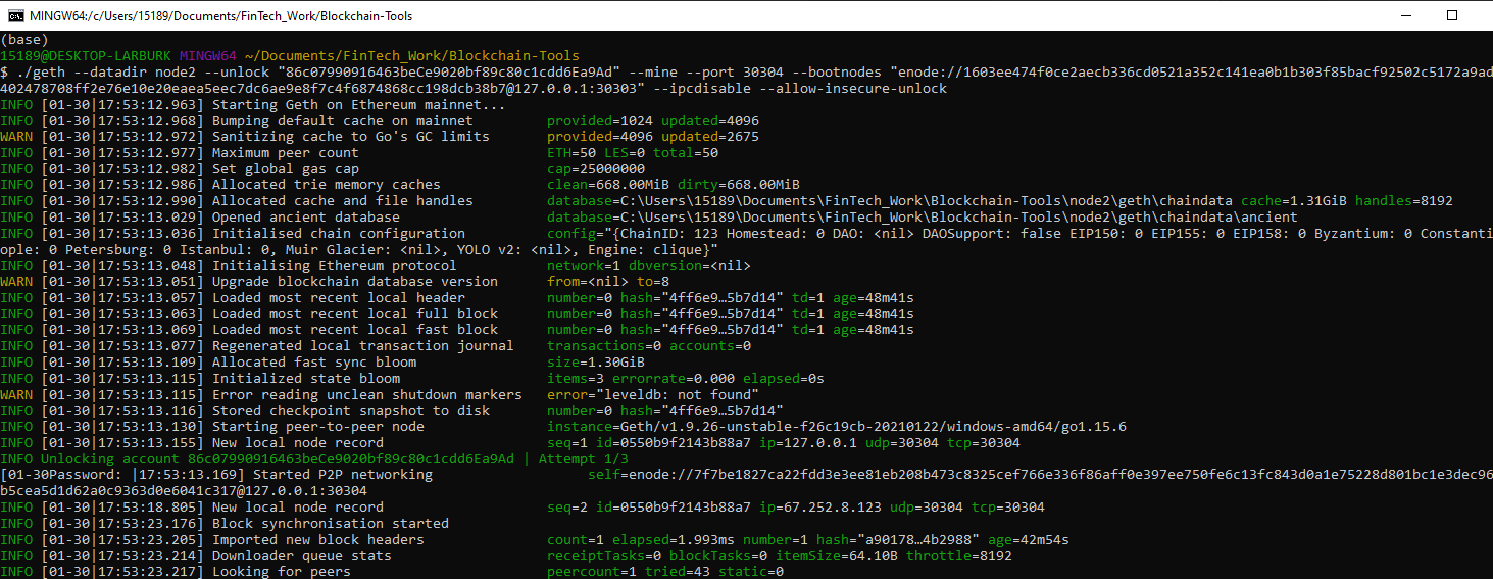 MINGW64:/c/Users/15189/Documents/FinTech_Work/Blockchain-Tools
(base)
15189@DESKTOP-LARBURK MINGW64 ~/Documents/FinTech_Work/Blockchain-Tools
$ ./geth --datadir node2 --unlock "86c07990916463beCe9020bf89c80c1cdd6Ea9Ad" --mine --port 30304 --bootnodes "enode://1603ee474f0ce2aecb336cd0521a352c141ea0b1b303f85bacf92502c5172a9ad
402478708ff2e76e10e20eaea5eec7dc6ae9e8f7c4f6874868cc198dcb38b7@127.0.0.1:30303" --ipcdisable --allow-insecure-unlock
INFO [01-30|17:53:12.963] Starting Geth on Ethereum mainnet...
INFO [01-30|17:53:12.968] Bumping default cache on mainnet provided=1024 updated=4096
WARN [01-30|17:53:12.972] Sanitizing cache to Go's GC limits provided=4096 updated=2675
INFO [01-30|17:53:12.977] Maximum peer count ETH=50 LES=0 total=50
INFO [01-30|17:53:12.982] Set global gas cap cap=25000000
INFO [01-30|17:53:12.986] Allocated trie memory caches clean=668.00MiB dirty=668.00MiB
INFO [01-30|17:53:12.990] Allocated cache and file handles database=C:\Users\15189\Documents\FinTech_Work\Blockchain-Tools\node2\geth\chaindata cache=1.31GiB handles=8192
INFO [01-30|17:53:13.029] Opened ancient database database=C:\Users\15189\Documents\FinTech_Work\Blockchain-Tools\node2\geth\chaindata\ancient
INFO [01-30|17:53:13.036] Initialised chain configuration config="{ChainID: 123 Homestead: 0 DAO: <nil> DAOSupport: false EIP150: 0 EIP155: 0 EIP158: 0 Byzantium: 0 Constanti
ople: 0 Petersburg: 0 Istanbul: 0, Muir Glacier: <nil>, YOLO v2: <nil>, Engine: clique}"
INFO [01-30|17:53:13.048] Initialising Ethereum protocol network=1 dbversion=<nil>
WARN [01-30|17:53:13.051] Upgrade blockchain database version from=<nil> to=8
INFO [01-30|17:53:13.057] Loaded most recent local header number=0 hash="4ff6e9…5b7d14" td=1 age=48m41s
INFO [01-30|17:53:13.063] Loaded most recent local full block number=0 hash="4ff6e9…5b7d14" td=1 age=48m41s
INFO [01-30|17:53:13.069] Loaded most recent local fast block number=0 hash="4ff6e9…5b7d14" td=1 age=48m41s
INFO [01-30|17:53:13.077] Regenerated local transaction journal transactions=0 accounts=0
INFO [01-30|17:53:13.109] Allocated fast sync bloom size=1.30GiB
INFO [01-30|17:53:13.115] Initialized state bloom items=3 errorrate=0.000 elapsed=0s
WARN [01-30|17:53:13.115] Error reading unclean shutdown markers error="leveldb: not found"
INFO [01-30|17:53:13.116] Stored checkpoint snapshot to disk number=0 hash="4ff6e9…5b7d14"
INFO [01-30|17:53:13.130] Starting peer-to-peer node instance=Geth/v1.9.26-unstable-f26c19cb-20210122/windows-amd64/go1.15.6
INFO [01-30|17:53:13.155] New local node record seq=1 id=0550b9f2143b88a7 ip=127.0.0.1 udp=30304 tcp=30304
INFO Unlocking account 86c07990916463beCe9020bf89c80c1cdd6Ea9Ad | Attempt 1/3
[01-30Password: |17:53:13.169] Started P2P networking self=enode://7f7be1827ca22fdd3e3ee81eb208b473c8325cef766e336f86aff0e397ee750fe6c13fc843d0a1e75228d801bc1e3dec96
b5cea5d1d62a0c9363d0e6041c317@127.0.0.1:30304
INFO [01-30|17:53:18.805] New local node record seq=2 id=0550b9f2143b88a7 ip=67.252.8.123 udp=30304 tcp=30304
INFO [01-30|17:53:23.176] Block synchronisation started
INFO [01-30|17:53:23.205] Imported new block headers count=1 elapsed=1.993ms number=1 hash="a90178…4b2988" age=42m54s
INFO [01-30|17:53:23.214] Downloader queue stats receiptTasks=0 blockTasks=0 itemSize=64.10B throttle=8192
INFO [01-30|17:53:23.217] Looking for peers peercount=1 tried=43 static=0